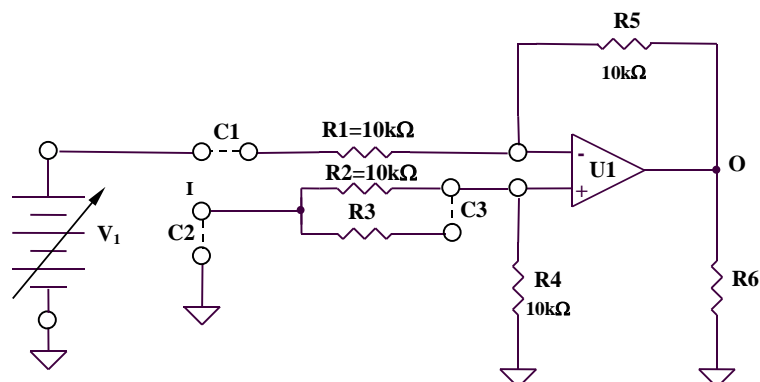 R5
10kΩ
C1
R1=10kΩ
R2=10kΩ
- U1
O
I
+
C2
C3
R3
V1
R4
10kΩ
R6